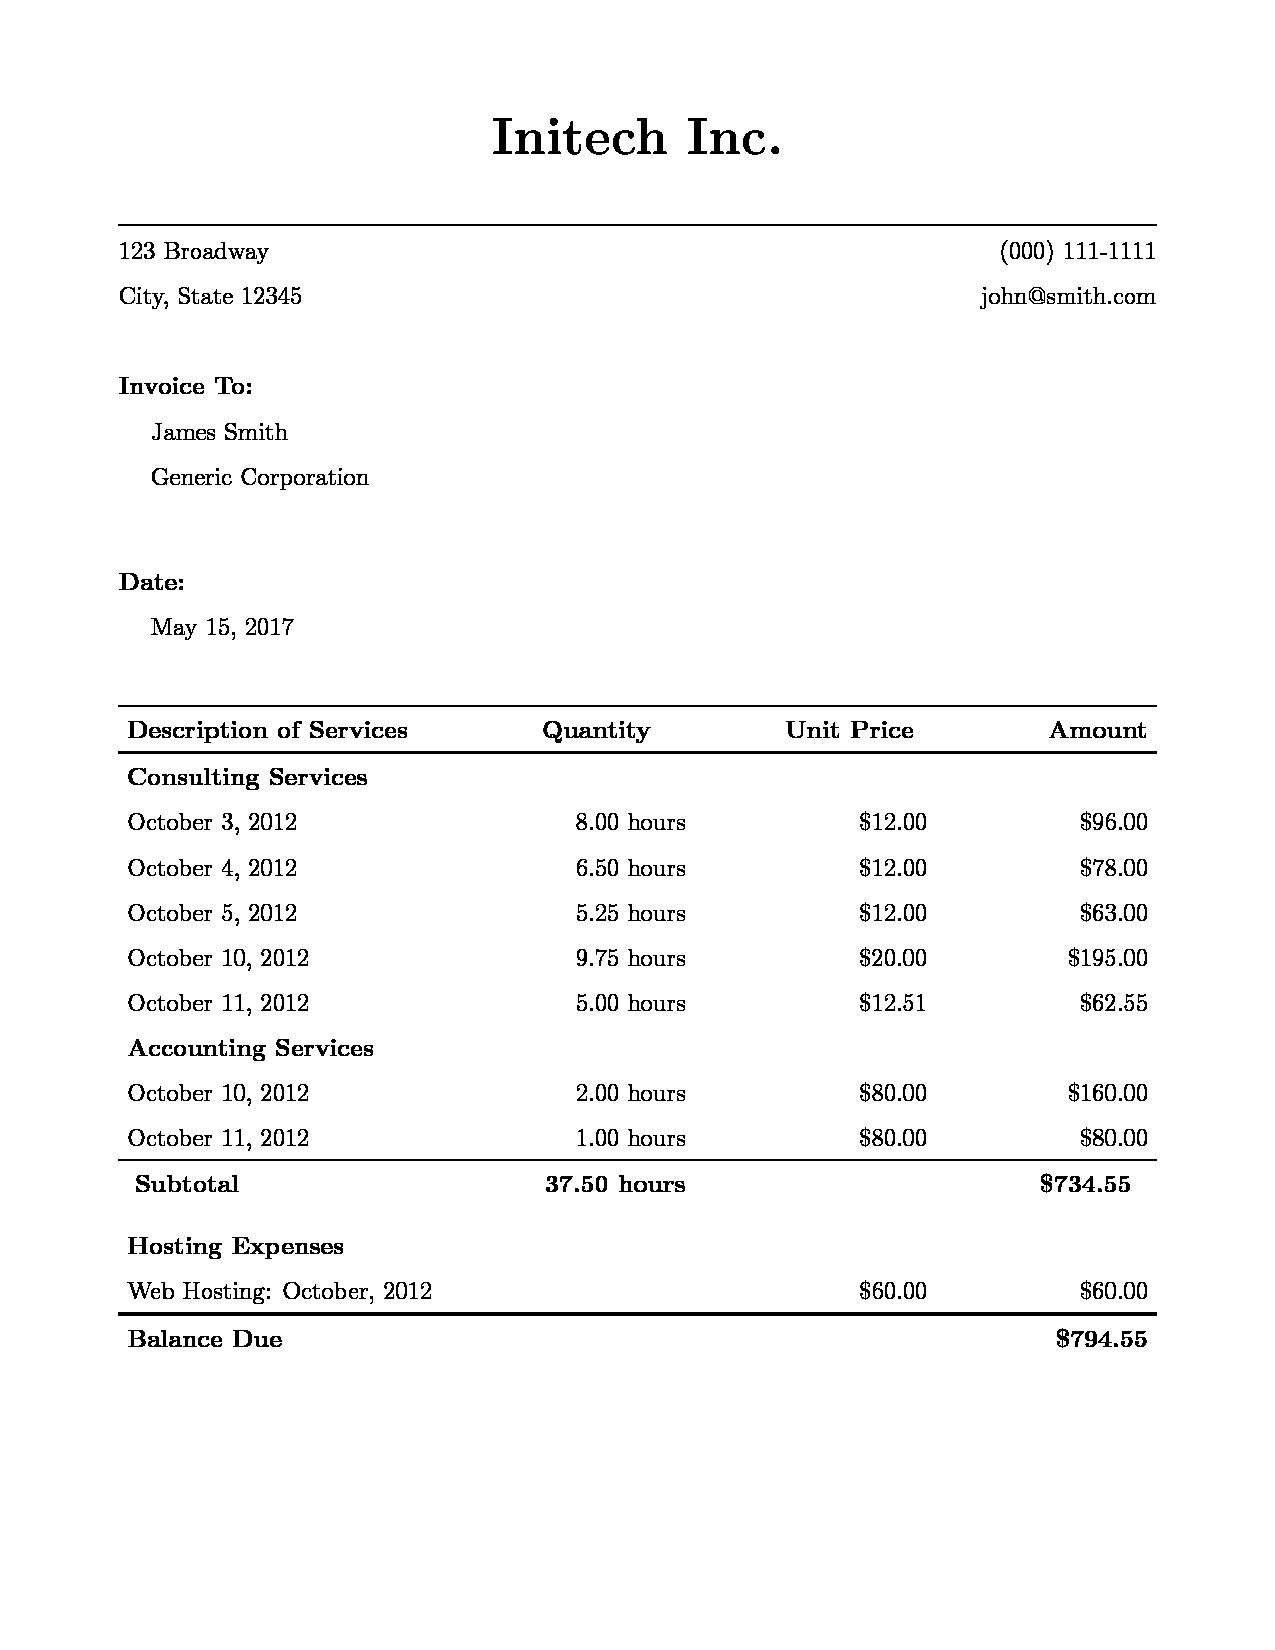 Initech Inc.
123 Broadway (000) 111-1111
City, State 12345 john@smith.com
Invoice To:
James Smith
Generic Corporation
Date:
May 15, 2017
Description of Services Quantity Unit Price Amount
Consulting Services
October 3, 2012 8.00 hours $12.00 $96.00
October 4, 2012 6.50 hours $12.00 $78.00
October 5, 2012 5.25 hours $12.00 $63.00
October 10, 2012 9.75 hours $20.00 $195.00
October 11, 2012 5.00 hours $12.51 $62.55
Accounting Services
October 10, 2012 2.00 hours $80.00 $160.00
October 11, 2012 1.00 hours $80.00 $80.00
Subtotal 37.50 hours $734.55
Hosting Expenses
Web Hosting: October, 2012 $60.00 $60.00
Balance Due $794.55